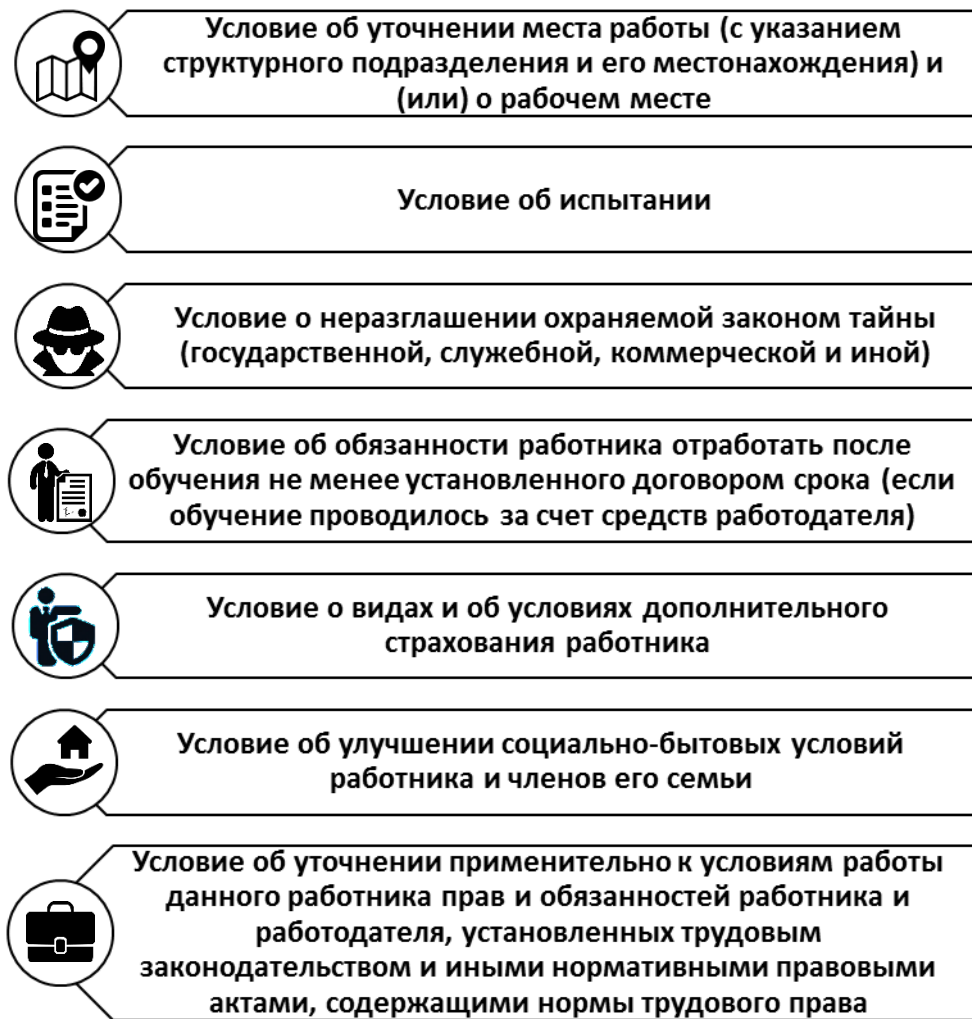 Условие об уточнении места работы (с указанием
структурного подразделения и его местонахождения) и
(или) о рабочем месте
Условие об испытании
Условие о неразглашении охраняемой законом тайны
(государственной, служебной, коммерческой и иной)
Условие об обязанности работника отработать после
обучения не менее установленного договором срока (если
обучение проводилось за счет средств работодателя)
Условие о видах и об условиях дополнительного
страхования работника
Условие об улучшении социально-бытовых условий
работника и членов его семьи
Условие об уточнении применительно к условиям работы
данного работника прав и обязанностей работника и
работодателя, установленных трудовым
законодательством и иными нормативными правовыми
актами, содержащими нормы трудового права